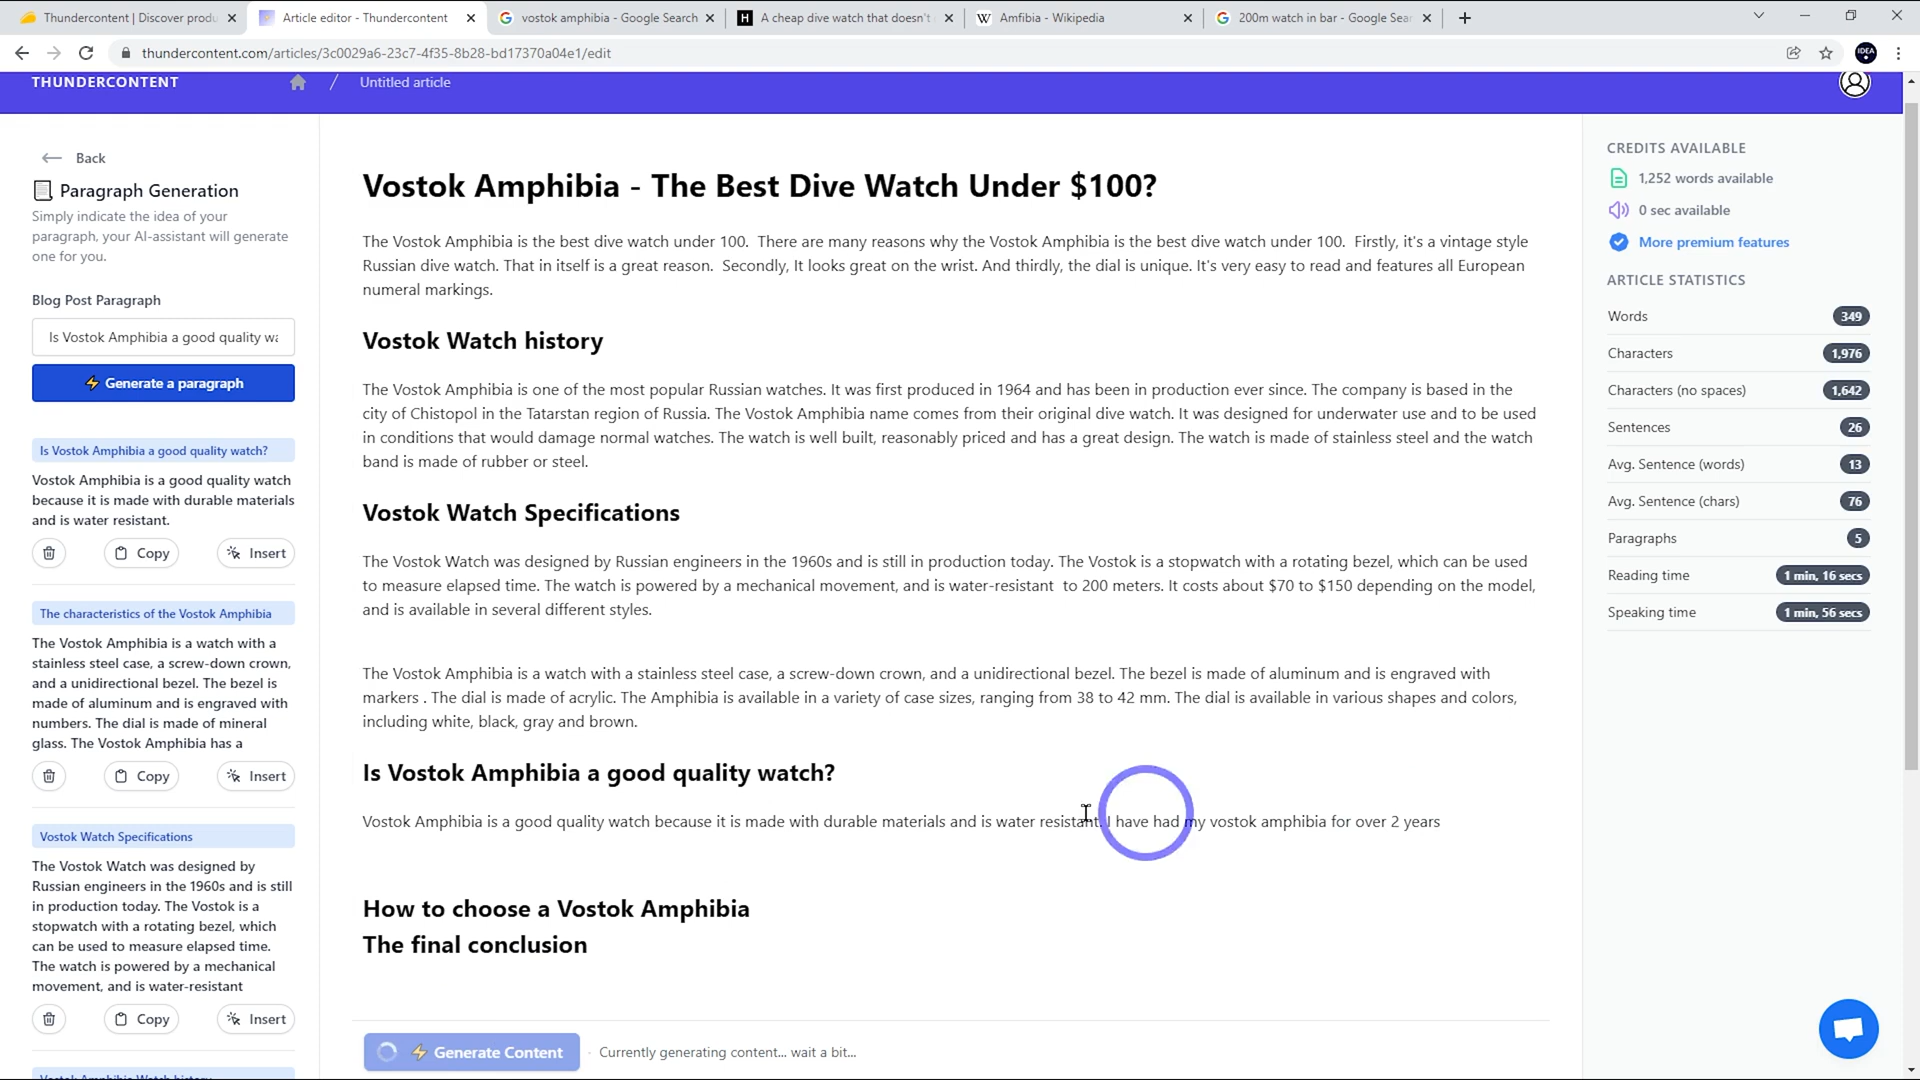 Thundercontent | Discover produ
Article editor - Thundercontent
vostok amphibia - Google Search
A cheap dive watch that doesn't
Amfibia - Wikipedia
200m watch in bar - Google Sear
thundercontent.com/articles/3c0029a6-23c7-4f35-8b28-bd17370a04e1/edit
IDEA
THUNDERCONTENT
/
Untitled article
Back
Paragraph Generation
Simply indicate the idea of your
paragraph, your AI-assistant will generate
one for you.
Blog Post Paragraph
Is Vostok Amphibia a good quality wa
Generate a paragraph
Is Vostok Amphibia a good quality watch?
Vostok Amphibia is a good quality watch
because it is made with durable materials
and is water resistant.
Copy
Insert
The characteristics of the Vostok Amphibia
The Vostok Amphibia is a watch with a
stainless steel case, a screw-down crown,
and a unidirectional bezel. The bezel is
made of aluminum and is engraved with
numbers. The dial is made of mineral
glass. The Vostok Amphibia has a
Copy
Insert
Vostok Watch Specifications
The Vostok Watch was designed by
Russian engineers in the 1960s and is still
in production today. The Vostok is a
stopwatch with a rotating bezel, which
can be used to measure elapsed time.
The watch is powered by a mechanical
movement, and is water-resistant
Copy
Insert
Vostok Amphibia Watch history
Vostok Amphibia - The Best Dive Watch Under $100?
The Vostok Amphibia is the best dive watch under 100.  There are many reasons why the Vostok Amphibia is the best dive watch under 100.  Firstly, it's a vintage style
Russian dive watch. That in itself is a great reason.  Secondly, It looks great on the wrist. And thirdly, the dial is unique. It's very easy to read and features all European
numeral markings.
Vostok Watch history
The Vostok Amphibia is one of the most popular Russian watches. It was first produced in 1964 and has been in production ever since. The company is based in the
city of Chistopol in the Tatarstan region of Russia. The Vostok Amphibia name comes from their original dive watch. It was designed for underwater use and to be used
in conditions that would damage normal watches. The watch is well built, reasonably priced and has a great design. The watch is made of stainless steel and the watch
band is made of rubber or steel.
Vostok Watch Specifications
The Vostok Watch was designed by Russian engineers in the 1960s and is still in production today. The Vostok is a stopwatch with a rotating bezel, which can be used
to measure elapsed time. The watch is powered by a mechanical movement, and is water-resistant  to 200 meters. It costs about $70 to $150 depending on the model,
and is available in several different styles.
The Vostok Amphibia is a watch with a stainless steel case, a screw-down crown, and a unidirectional bezel. The bezel is made of aluminum and is engraved with
markers . The dial is made of acrylic. The Amphibia is available in a variety of case sizes, ranging from 38 to 42 mm. The dial is available in various shapes and colors,
including white, black, gray and brown.
Is Vostok Amphibia a good quality watch?
Vostok Amphibia is a good quality watch because it is made with durable materials and is water resistant. I have had my vostok amphibia for over 2 years
How to choose a Vostok Amphibia
The final conclusion
Generate Content
Currently generating content... wait a bit...
CREDITS AVAILABLE
1,252 words available
0 sec available
More premium features
ARTICLE STATISTICS
Words 349
Characters 1,976
Characters (no spaces) 1,642
Sentences 26
Avg. Sentence (words) 13
Avg. Sentence (chars) 76
Paragraphs 5
Reading time 1 min, 16 secs
Speaking time 1 min, 56 secs